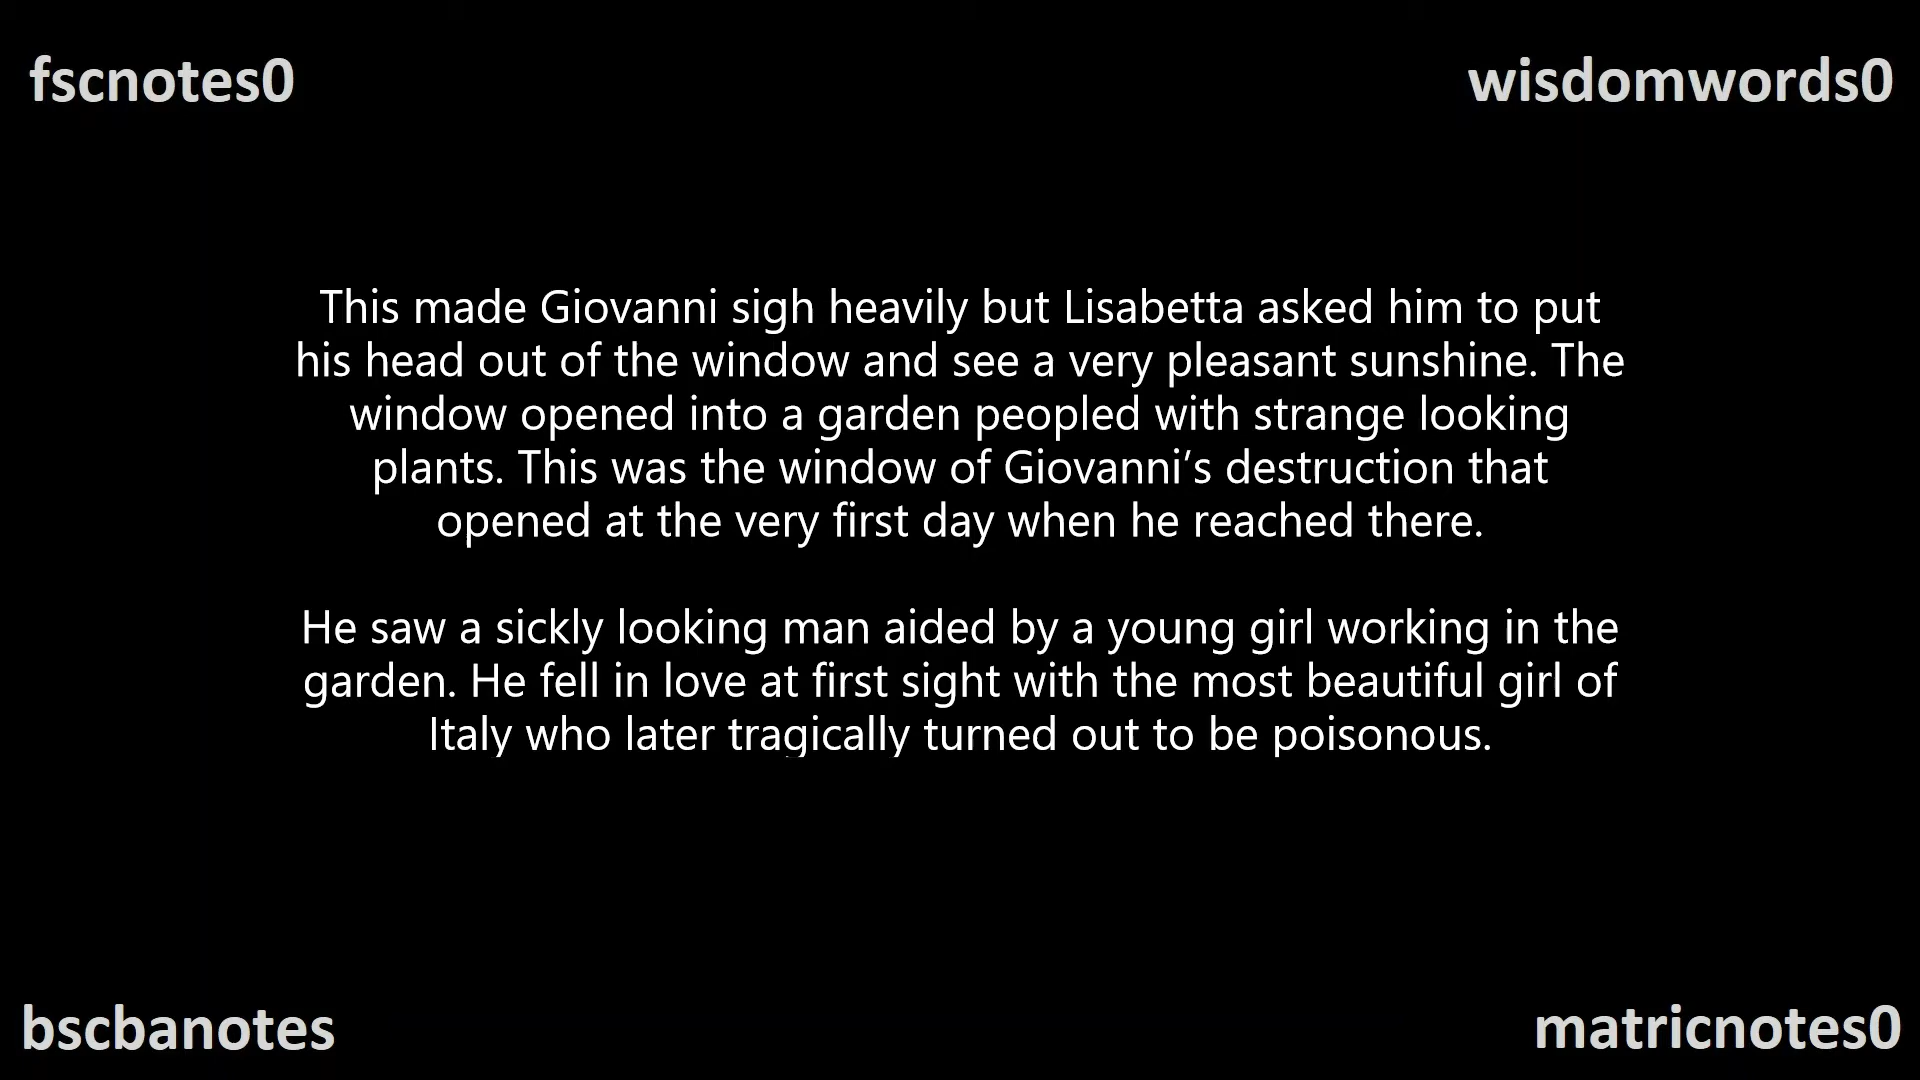 fscnotes0
wisdomwords0
This made Giovanni sigh heavily but Lisabetta asked him to put
his head out of the window and see a very pleasant sunshine. The
window opened into a garden peopled with strange looking
plants. This was the window of Giovanni’s destruction that
opened at the very first day when he reached there.
He saw a sickly looking man aided by a young girl working in the
garden. He fell in love at first sight with the most beautiful girl of
Italy who later tragically turned out to be poisonous.
bscbanotes
matricnotes0